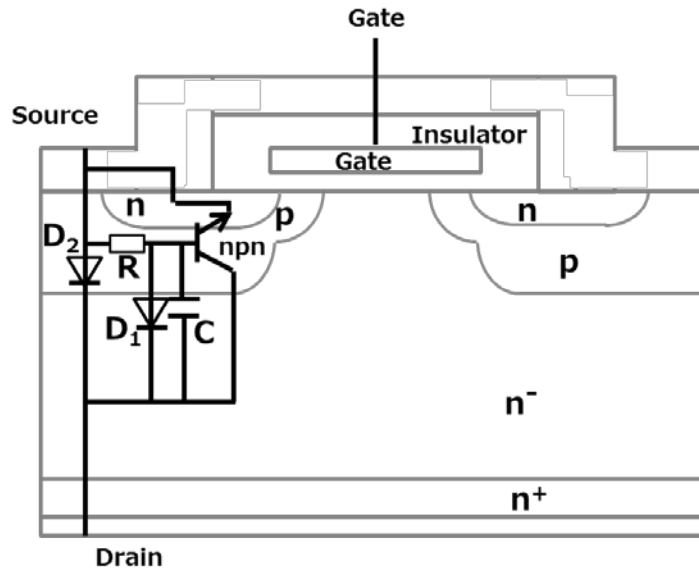 Gate
Source
Insulator
Gate
n
p
n
D2
npn
R
p
D1
C
n-
n+
Drain